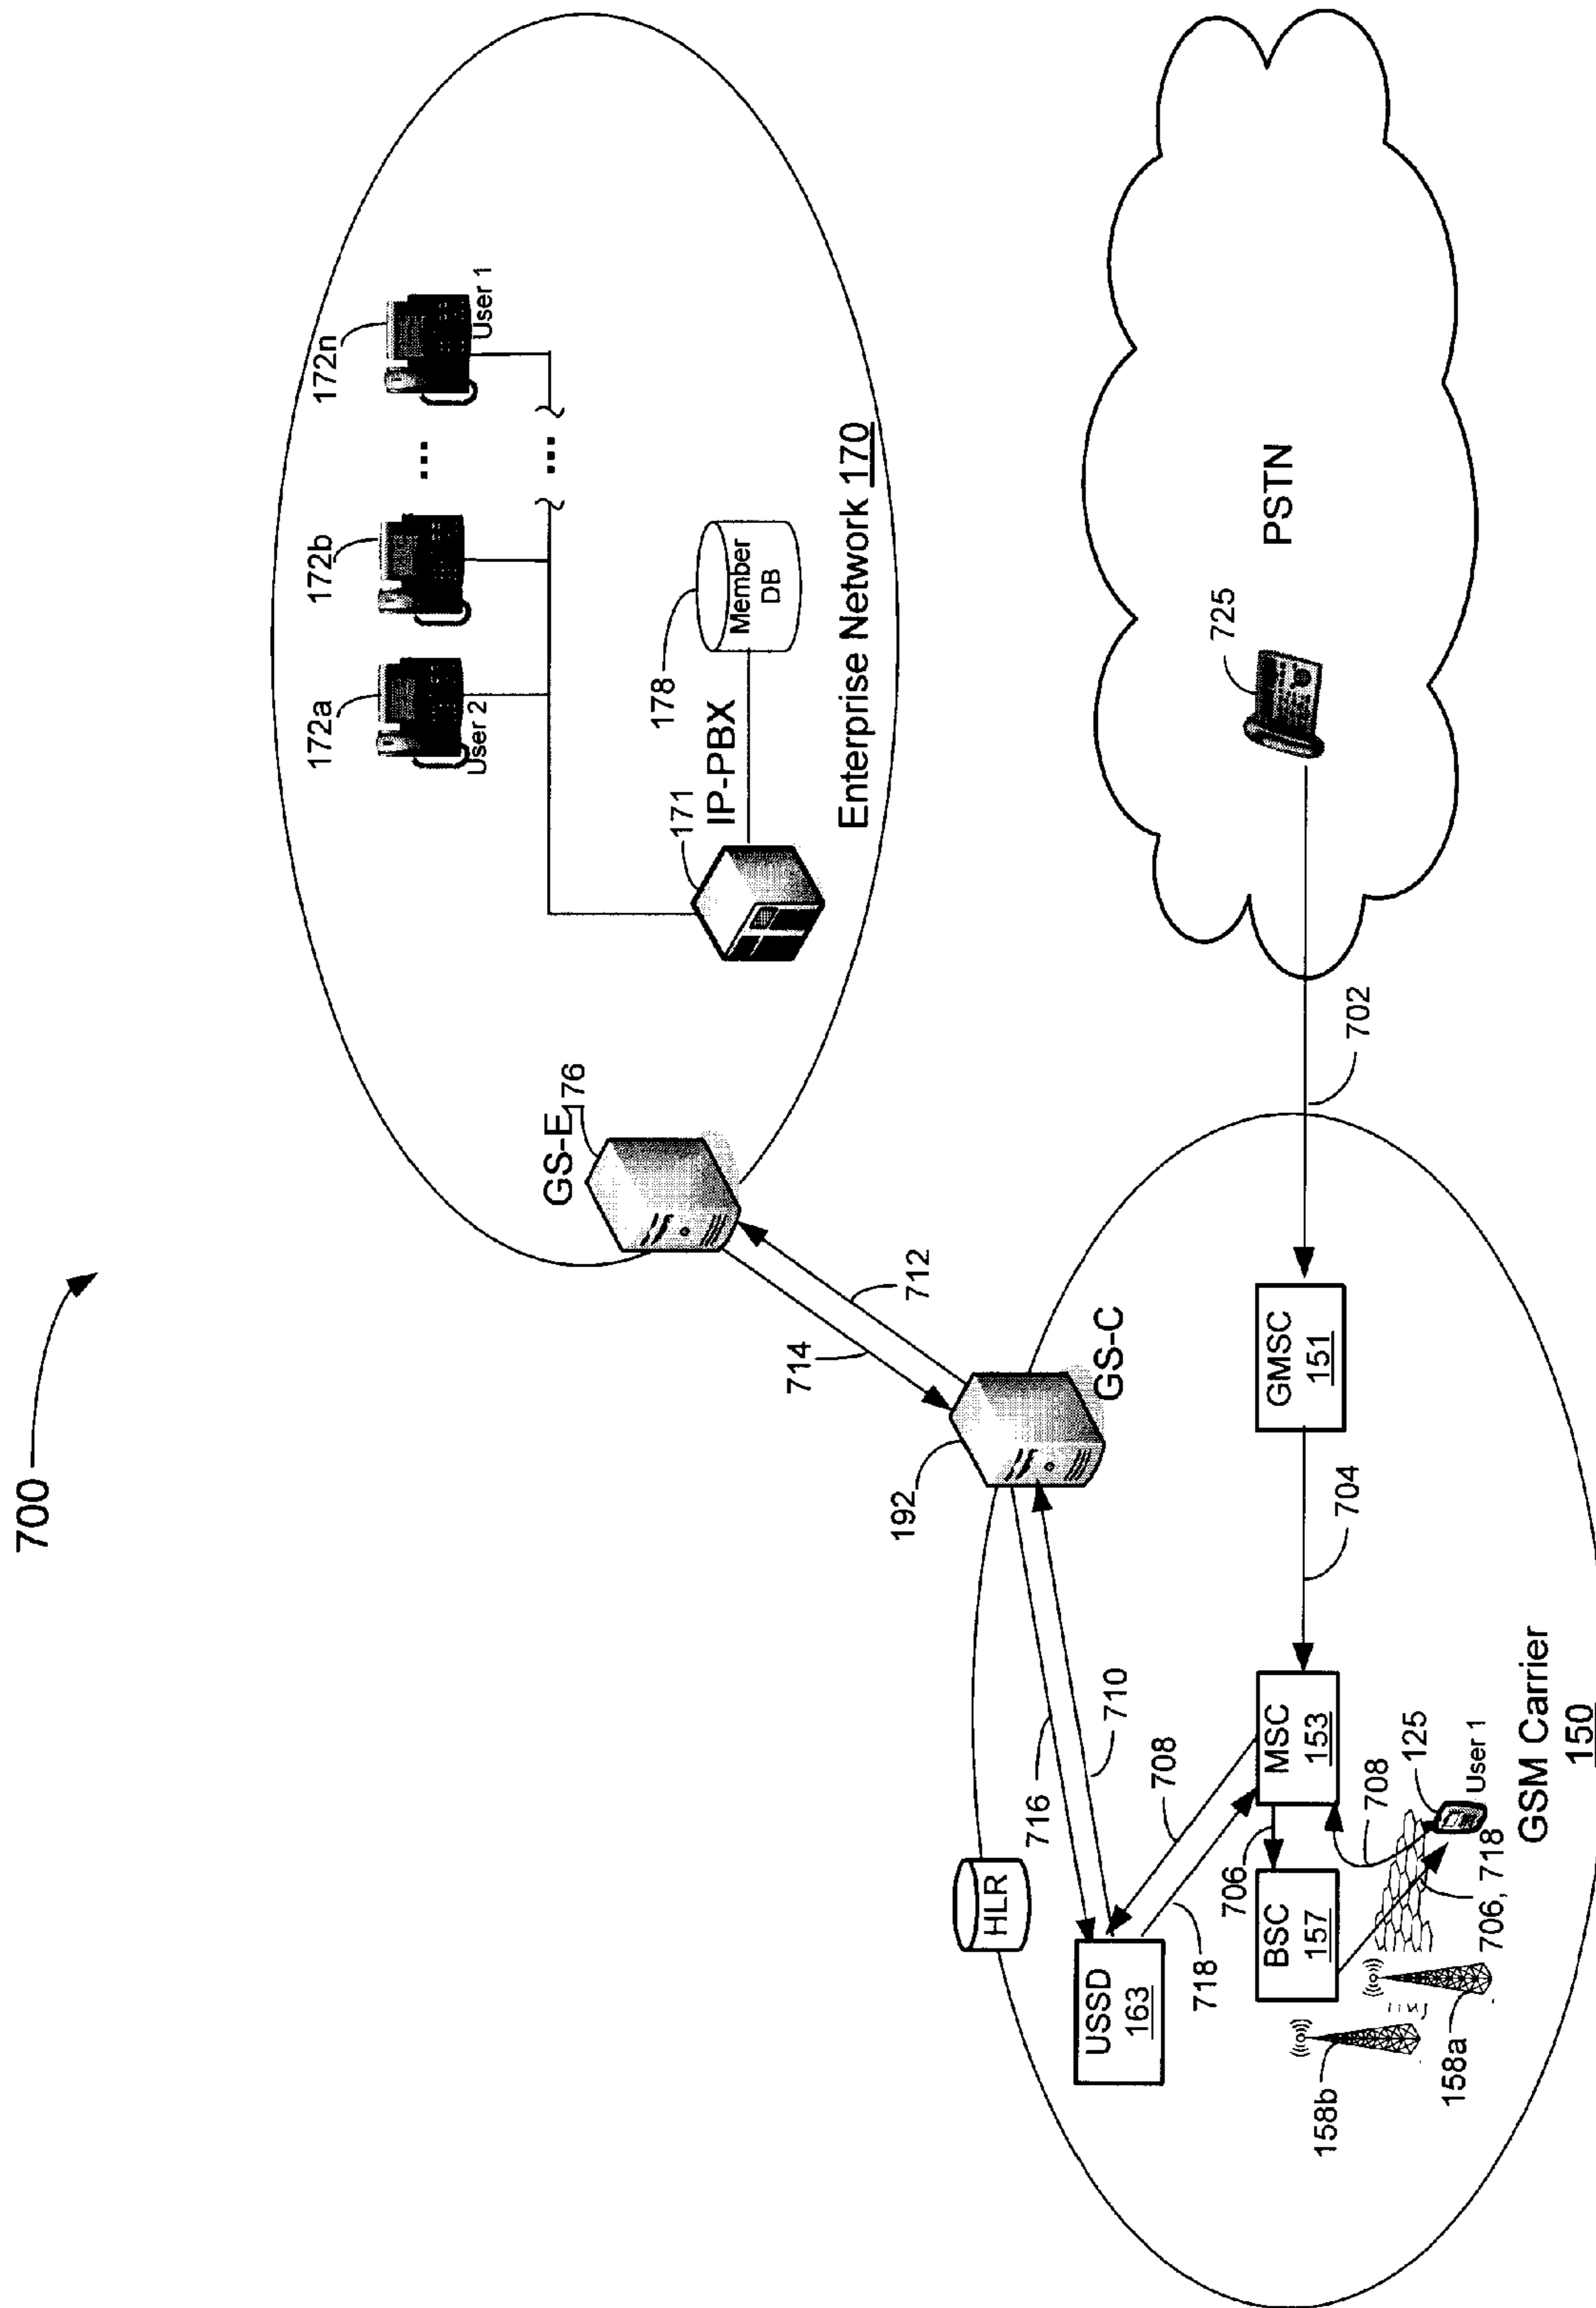 700
172a
172b
...
172n
User 2
User 1
...
GS-E
176
171
IP-PBX
178
Member
DB
Enterprise Network 170
714
712
192
GS-C
HLR
716
710
USSD
163
708
718
706
BSC
157
MSC
153
704
GMSC
151
702
725
PSTN
158b
158a
706, 718
708
125
User 1
GSM Carrier
150